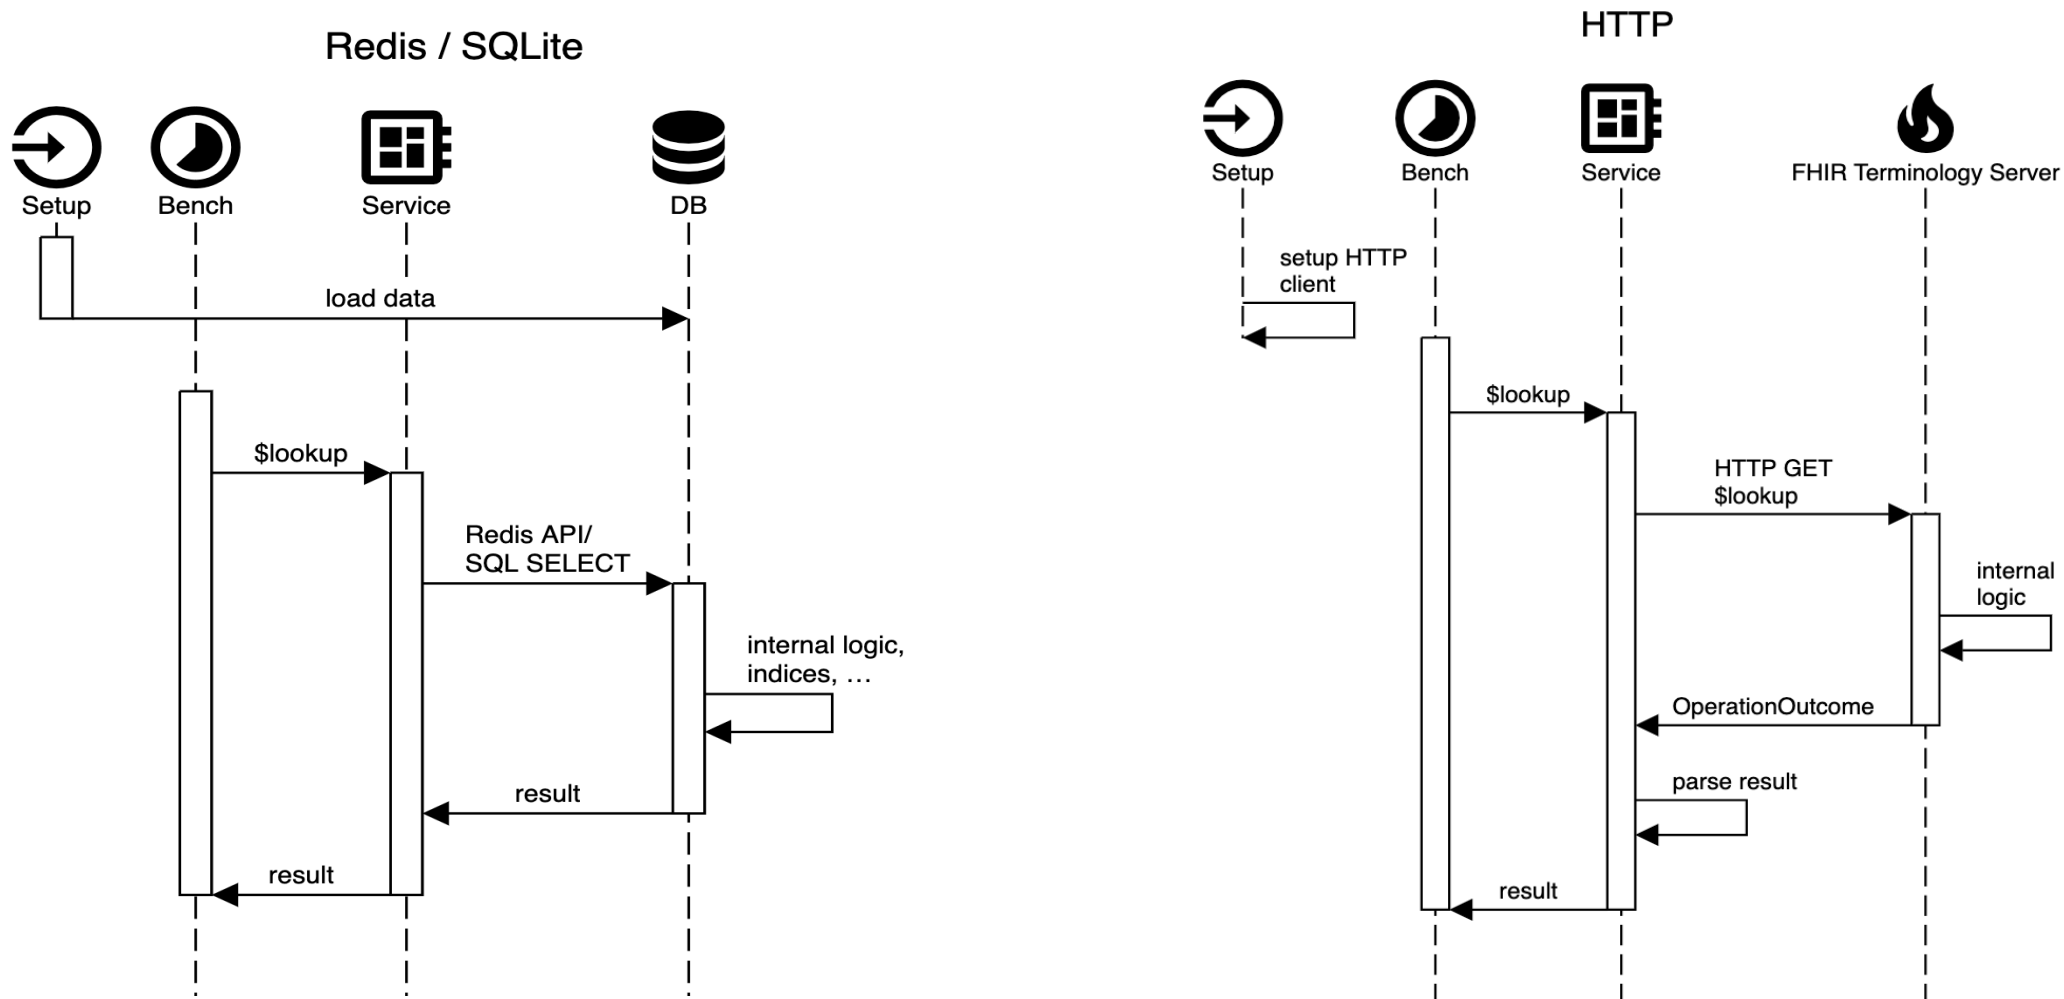 Redis / SQLite
Setup
Bench
Service
DB
load data
$lookup
Redis API/
SQL SELECT
internal logic,
indices, …
result
result
HTTP
Setup
Bench
Service
FHIR Terminology Server
setup HTTP
client
$lookup
HTTP GET
$lookup
internal
logic
OperationOutcome
parse result
result